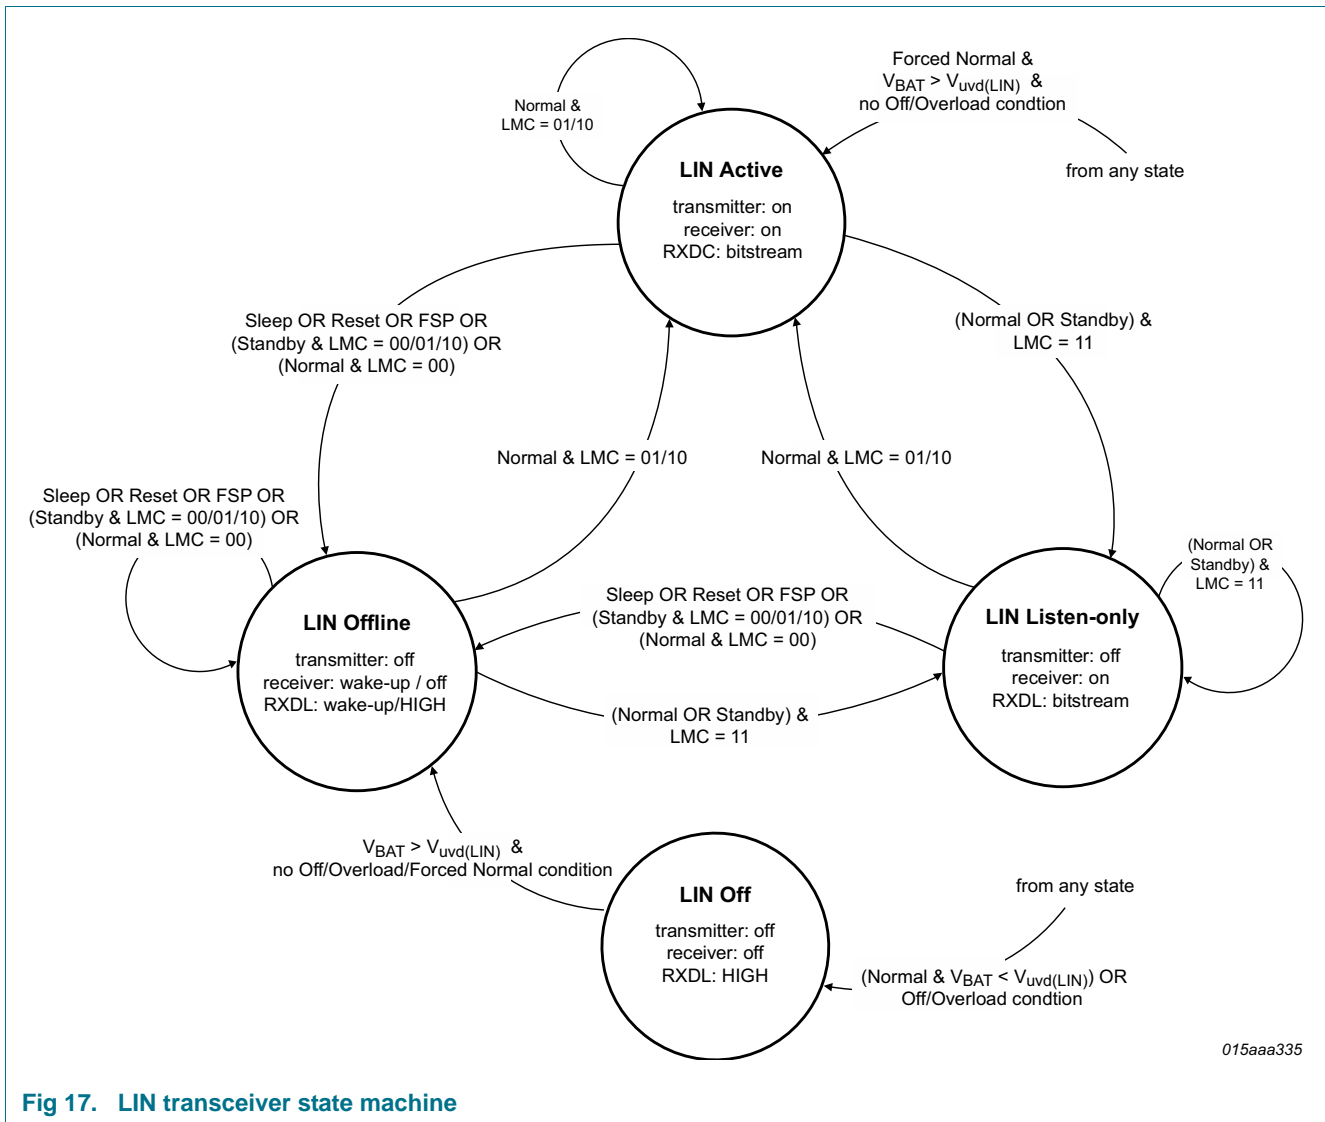 Forced Normal &
VBAT > Vuvd(LIN) &
no Off/Overload condtion
from any state
Normal &
LMC = 01/10
LIN Active
transmitter: on
receiver: on
RXDC: bitstream
Sleep OR Reset OR FSP OR
(Standby & LMC = 00/01/10) OR
(Normal & LMC = 00)
(Normal OR Standby) &
LMC = 11
Normal & LMC = 01/10
Normal & LMC = 01/10
Sleep OR Reset OR FSP OR
(Standby & LMC = 00/01/10) OR
(Normal & LMC = 00)
(Normal OR
Standby) &
LMC = 11
LIN Offline
transmitter: off
receiver: wake-up / off
RXDL: wake-up/HIGH
Sleep OR Reset OR FSP OR
(Standby & LMC = 00/01/10) OR
(Normal & LMC = 00)
LIN Listen-only
transmitter: off
receiver: on
RXDL: bitstream
(Normal OR Standby) &
LMC = 11
VBAT > Vuvd(LIN) &
no Off/Overload/Forced Normal condition
LIN Off
transmitter: off
receiver: off
RXDL: HIGH
from any state
(Normal & VBAT < Vuvd(LIN)) OR
Off/Overload condtion
015aaa335
Fig 17. LIN transceiver state machine